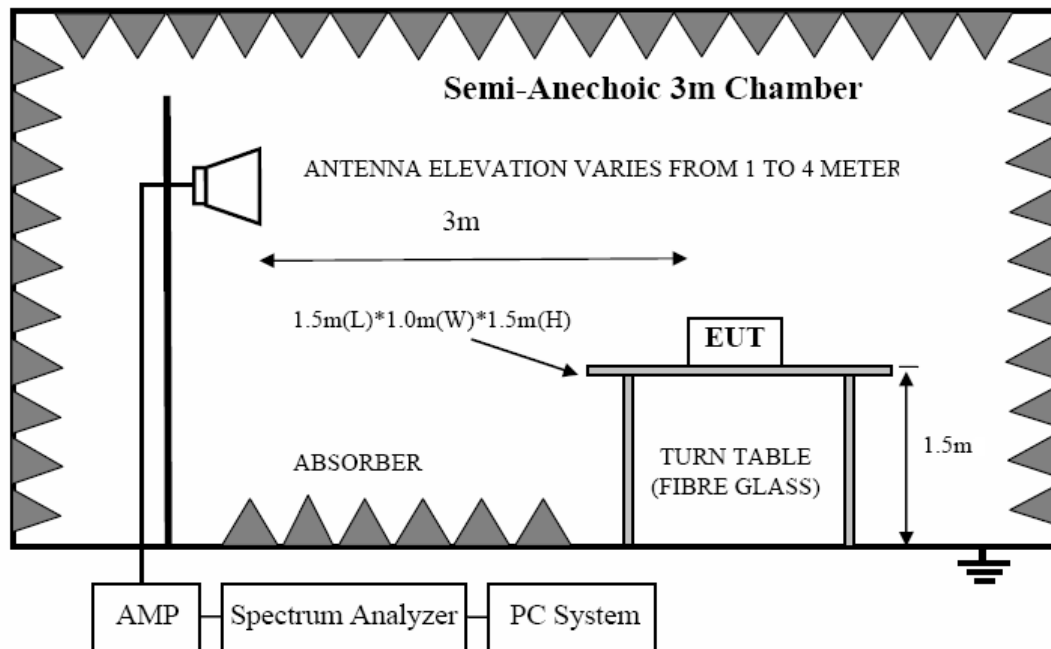 Semi-Anechoic 3m Chamber
ANTENNA ELEVATION VARIES FROM 1 TO 4 METER
3m
1.5m(L)*1.0m(W)*1.5m(H)
EUT
1.5m
ABSORBER
TURN TABLE
(FIBRE GLASS)
AMP
Spectrum Analyzer
PC System